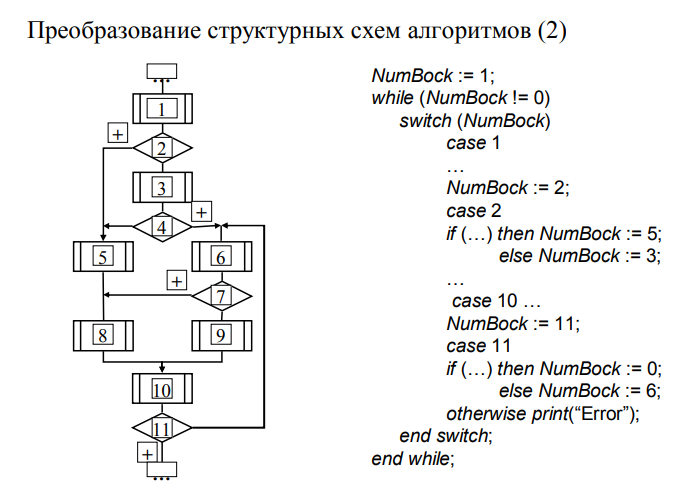 Преобразование структурных схем алгоритмов (2)
...
1
+
2
3
+
4
5
6
+
7
8
9
10
11
+
...
NumBock := 1;
while (NumBock != 0)
switch (NumBock)
case 1
…
NumBock := 2;
case 2
if (…) then NumBock := 5;
else NumBock := 3;
…
case 10 …
NumBock := 11;
case 11
if (…) then NumBock := 0;
else NumBock := 6;
otherwise print(“Error”);
end switch;
end while;